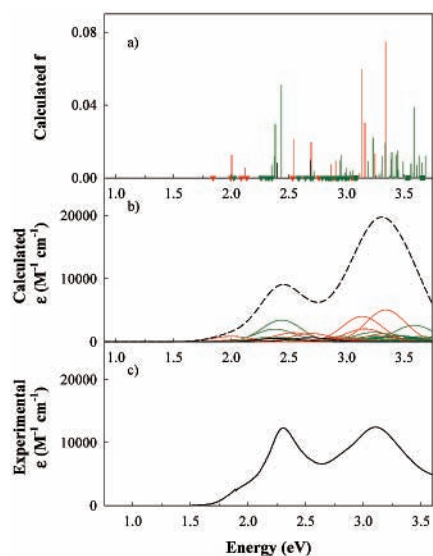 a)
Calculated f
0.08
0.04
0.00
1.0 1.5 2.0 2.5 3.0 3.5
b)
Calculated
ε (M⁻¹ cm⁻¹)
20000
10000
0
1.0 1.5 2.0 2.5 3.0 3.5
c)
Experimental
ε (M⁻¹ cm⁻¹)
20000
10000
0
1.0 1.5 2.0 2.5 3.0 3.5
Energy (eV)